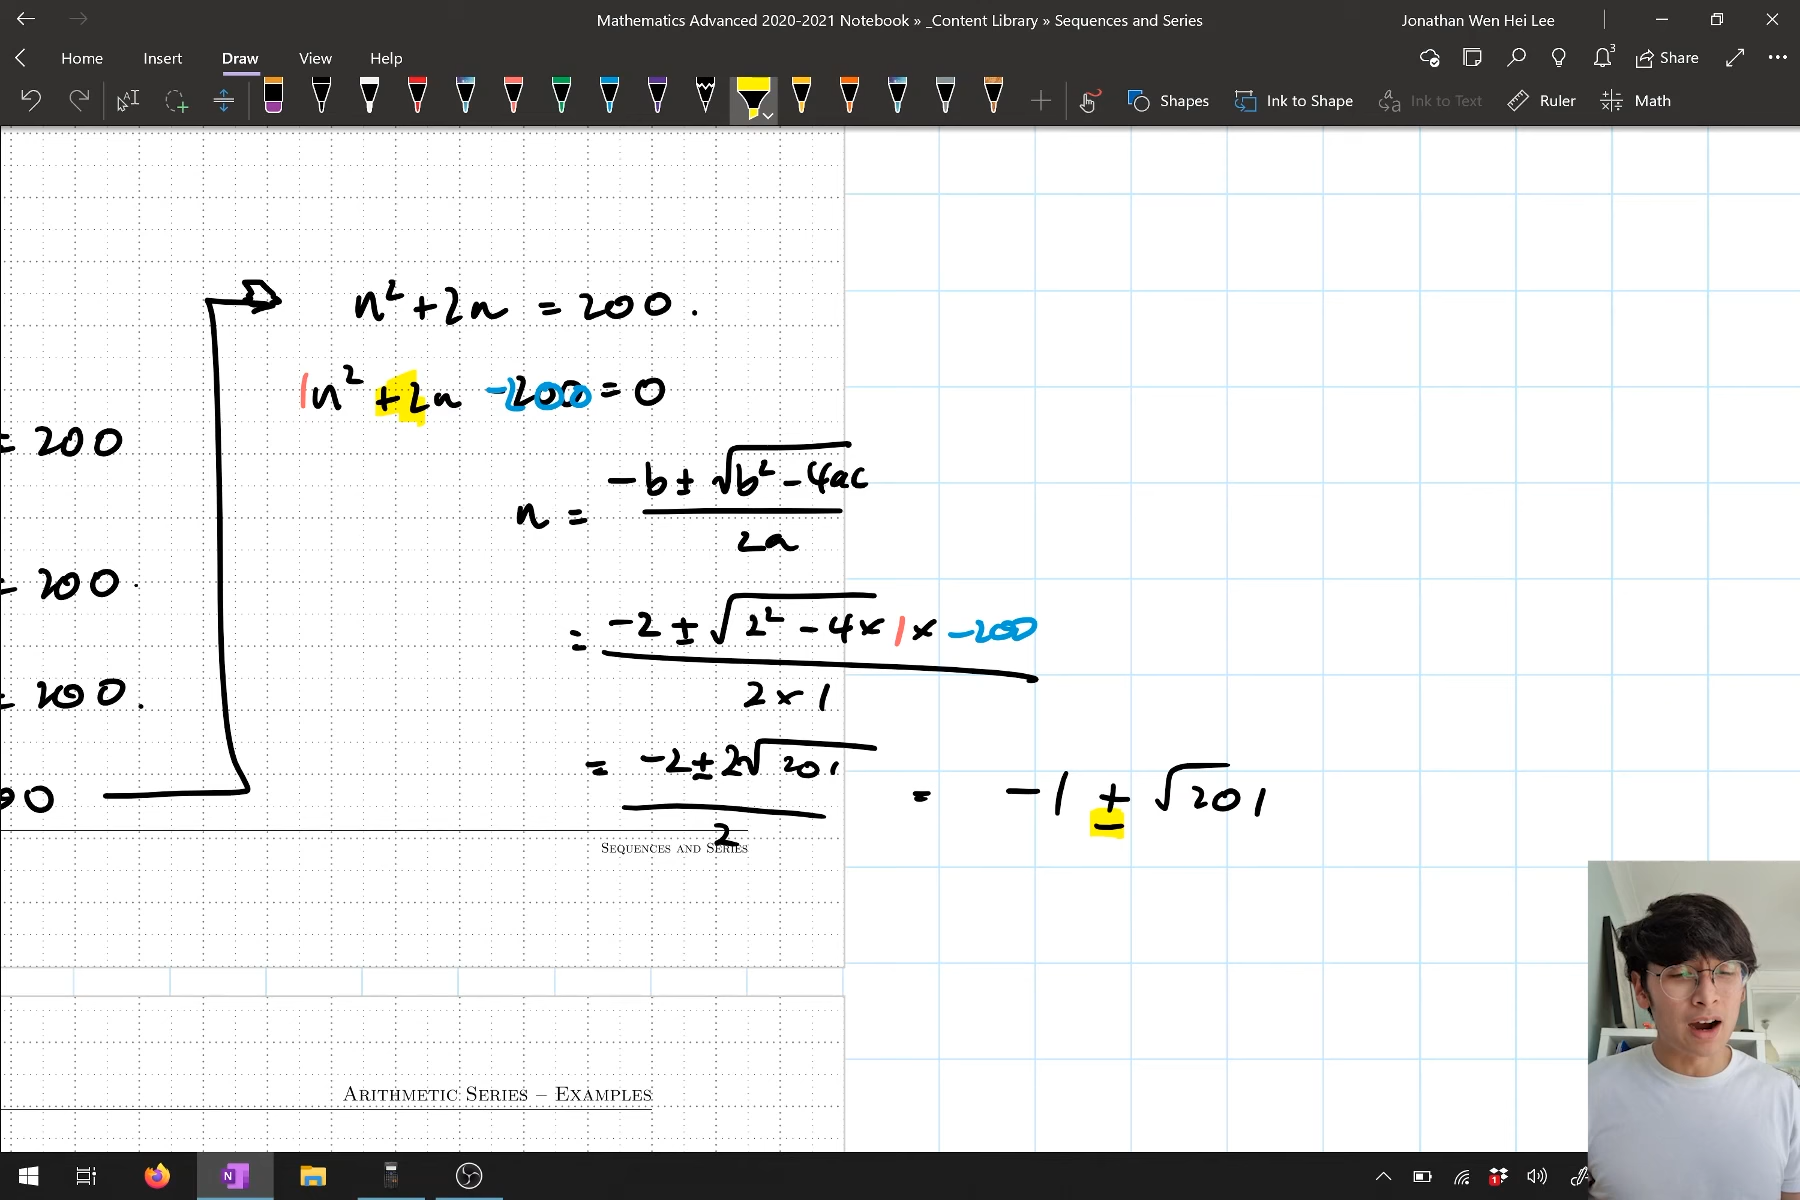 Mathematics Advanced 2020-2021 Notebook » _Content Library » Sequences and Series
Jonathan Wen Hei Lee
Home Insert Draw View Help
3
Share
Shapes Ink to Shape Ink to Text Ruler Math
n² + 2n = 200.
1n² + 2n - 200 = 0
= 200
n = (-b ± √(b² - 4ac)) / 2a
= 200.
= (-2 ± √(2² - 4 × 1 × -200)) / (2 × 1)
= 200.
= (-2 ± 2√201) / 2 = -1 ± √201
00
SEQUENCES AND SERIES
ARITHMETIC SERIES – EXAMPLES
N
1